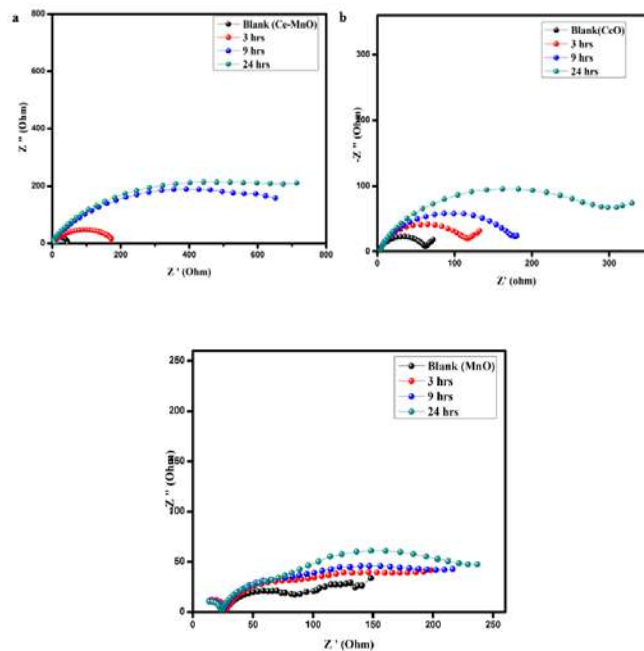 a
800
600
400
200
0
Z '' (Ohm)
Blank (Ce-MnO)
3 hrs
9 hrs
24 hrs
0 200 400 600 800
Z ' (Ohm)
b
300
200
100
0
-Z '' (Ohm)
Blank(CeO)
3 hrs
9 hrs
24 hrs
0 100 200 300
Z' (ohm)
250
200
150
100
50
0
-Z '' (Ohm)
Blank (MnO)
3 hrs
9 hrs
24 hrs
0 50 100 150 200 250
Z ' (Ohm)